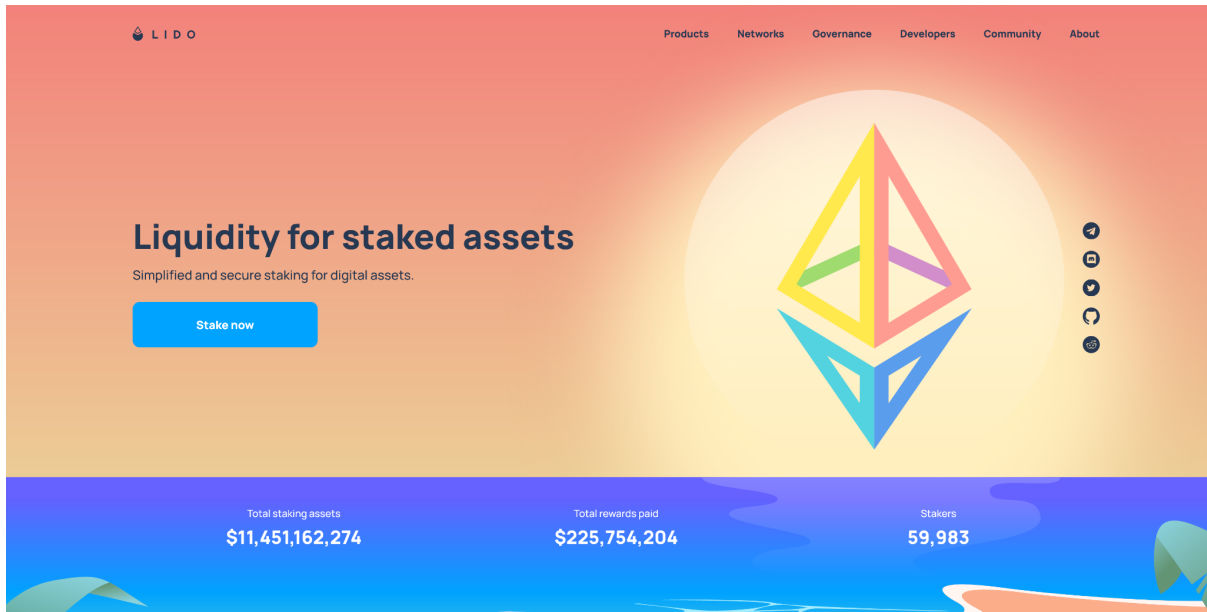 LIDO
Products Networks Governance Developers Community About
Liquidity for staked assets
Simplified and secure staking for digital assets.
Stake now
Total staking assets Total rewards paid Stakers
$11,451,162,274 $225,754,204 59,983